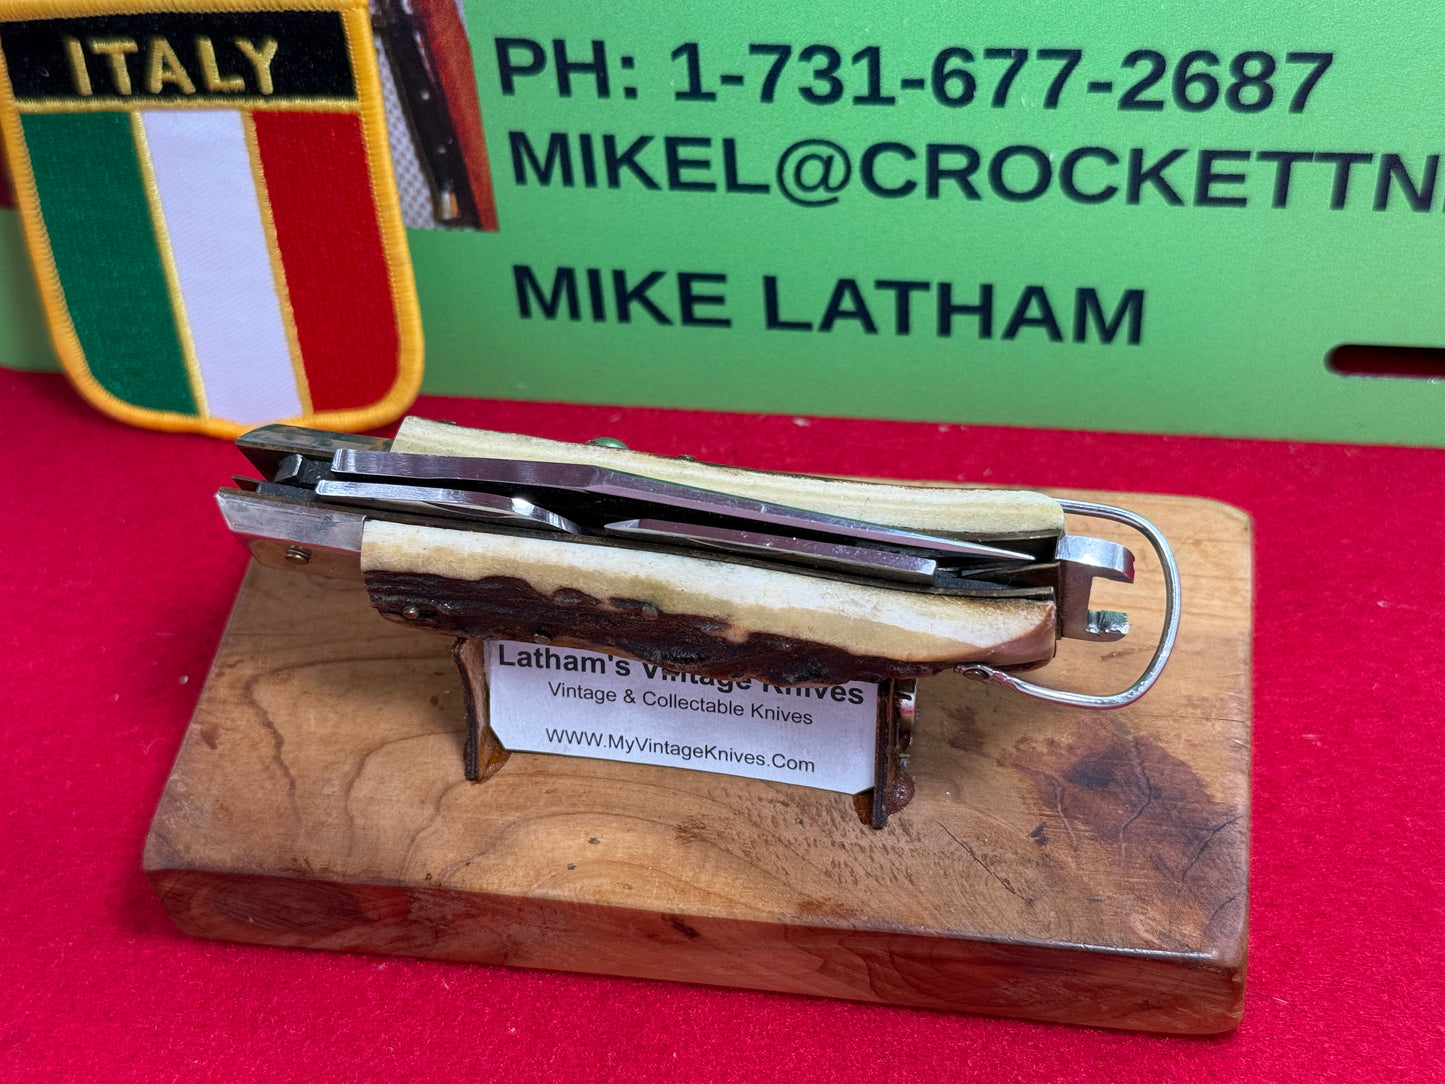 ITALY
PH: 1-731-677-2687
MIKEL@CROCKETTN
MIKE LATHAM
Latham's Vintage Knives
Vintage & Collectable Knives
WWW.MyVintageKnives.Com